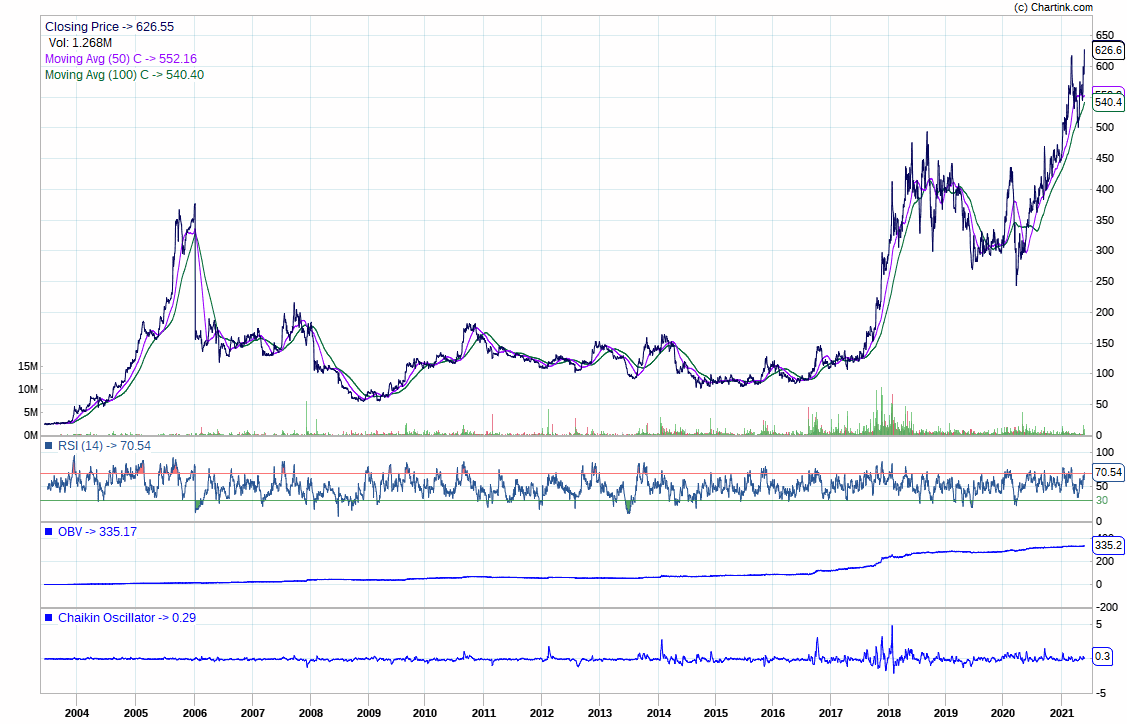 (c) Chartink.com
Closing Price -> 626.55
Vol: 1.268M
Moving Avg (50) C -> 552.16
Moving Avg (100) C -> 540.40
650
626.6
600
540.4
500
450
400
350
300
250
200
150
100
50
0
15M
10M
5M
0M
RSI (14) -> 70.54
100
70.54
50
30
0
OBV -> 335.17
335.2
200
0
-200
Chaikin Oscillator -> 0.29
5
0.3
-5
2004 2005 2006 2007 2008 2009 2010 2011 2012 2013 2014 2015 2016 2017 2018 2019 2020 2021